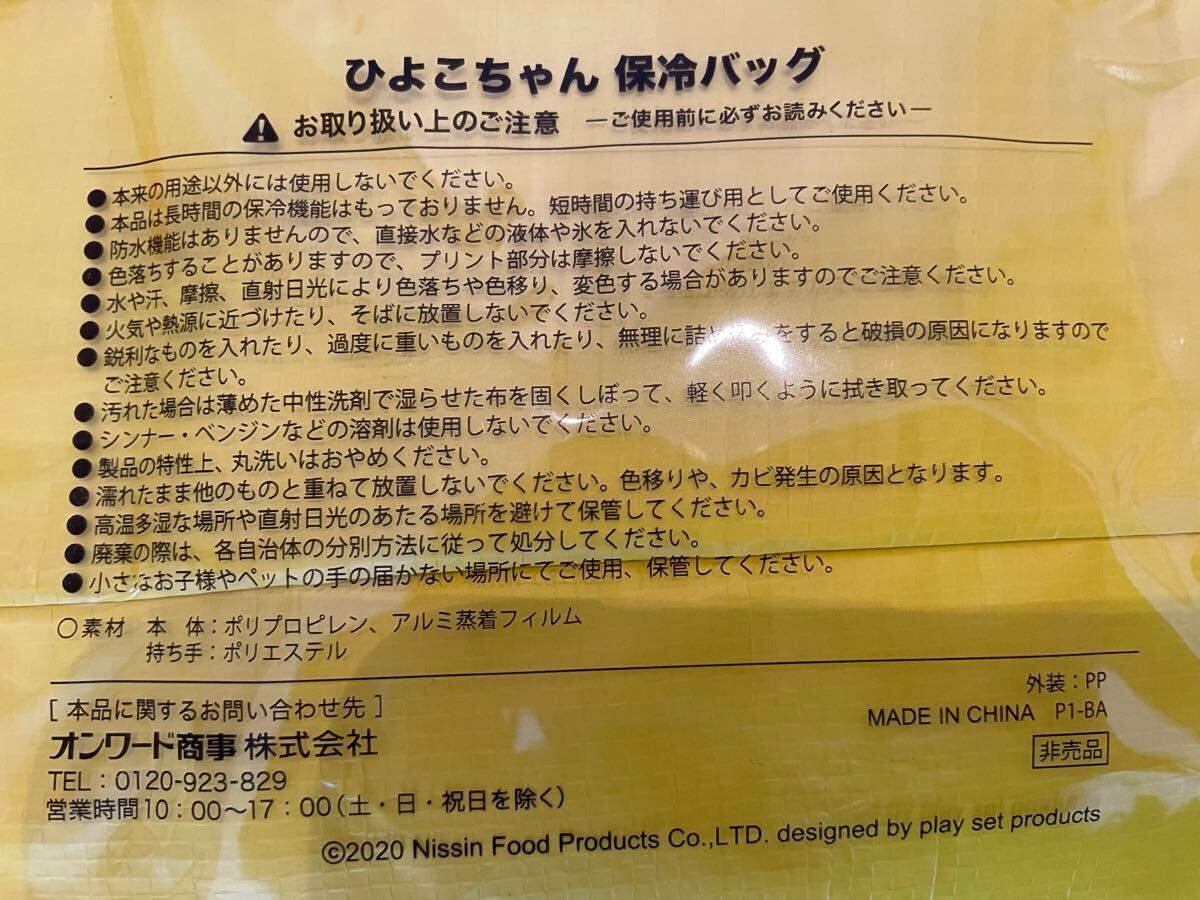 ひよこちゃん 保冷バッグ
お取り扱い上のご注意 ーご使用前に必ずお読みくださいー
●本来の用途以外には使用しないでください。
●本品は長時間の保冷機能はもっておりません。短時間の持ち運び用としてご使用ください。
●防水機能はありませんので、直接水などの液体や氷を入れないでください。
●色落ちすることがありますので、プリント部分は摩擦しないでください。
●水や汗、摩擦、直射日光により色落ちや色移り、変色する場合がありますのでご注意ください。
●火気や熱源に近づけたり、そばに放置しないでください。
●鋭利なものを入れたり、過度に重いものを入れたり、無理に詰め をすると破損の原因になりますので
ご注意ください。
●汚れた場合は薄めた中性洗剤で湿らせた布を固くしぼって、軽く叩くように拭き取ってください。
●シンナー・ベンジンなどの溶剤は使用しないでください。
●製品の特性上、丸洗いはおやめください。
●濡れたまま他のものと重ねて放置しないでください。色移りや、カビ発生の原因となります。
●高温多湿な場所や直射日光のあたる場所を避けて保管してください。
●廃棄の際は、各自治体の分別方法に従って処分してください。
●小さなお子様やペットの手の届かない場所にてご使用、保管してください。
○素材 本 体：ポリプロピレン、アルミ蒸着フィルム
持ち手：ポリエステル
外装：PP
[ 本品に関するお問い合わせ先 ]
MADE IN CHINA P1-BA
オンワード商事 株式会社
非売品
TEL：0120-923-829
営業時間10：00～17：00（土・日・祝日を除く）
©2020 Nissin Food Products Co.,LTD. designed by play set products